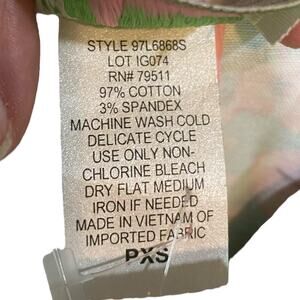 STYLE 97L6868S
LOT IG074
RN# 79511
97% COTTON
3% SPANDEX
MACHINE WASH COLD
DELICATE CYCLE
USE ONLY NON-
CHLORINE BLEACH
DRY FLAT MEDIUM
IRON IF NEEDED
MADE IN VIETNAM OF
IMPORTED FABRIC
PXS